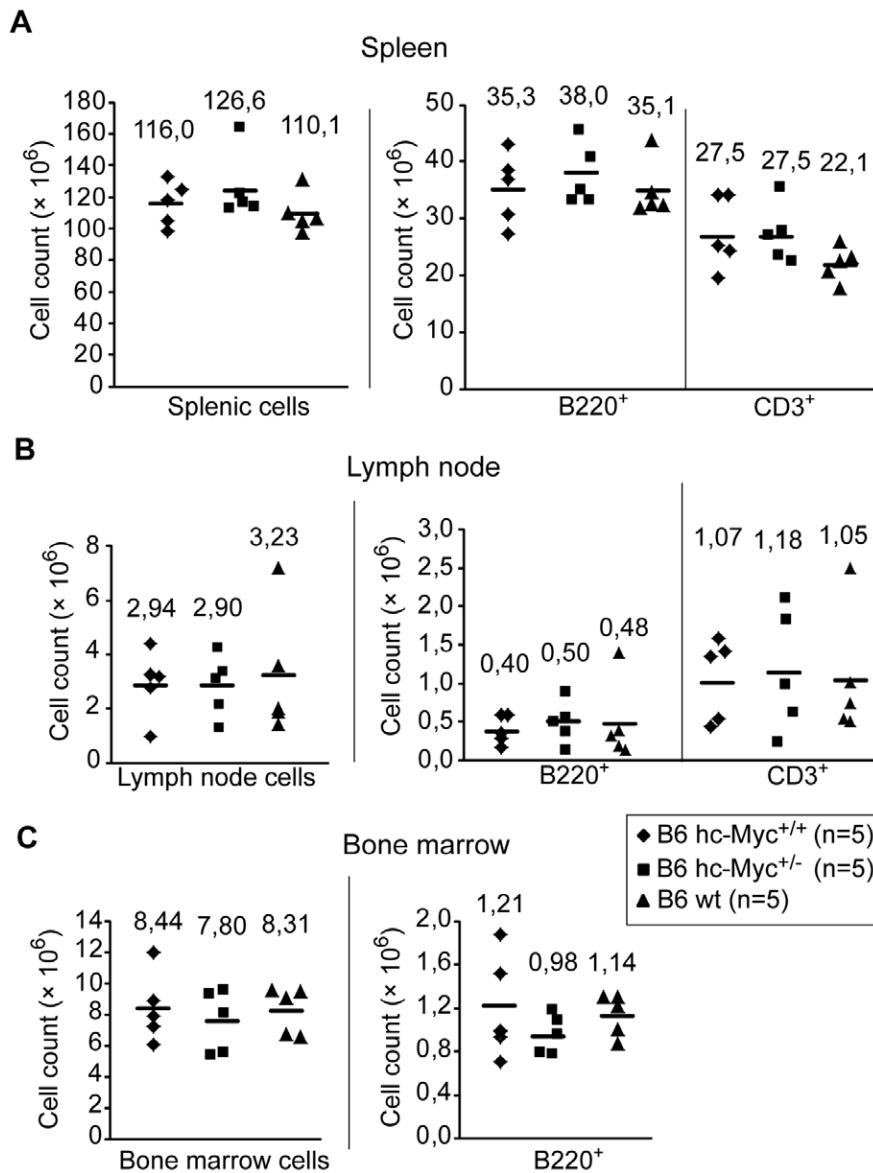 A
Spleen
Cell count (× 10⁶)
180
160
140
120
100
80
60
40
20
0
116,0
126,6
110,1
Splenic cells
Cell count (× 10⁶)
50
40
30
20
10
0
35,3
38,0
35,1
27,5
27,5
22,1
B220⁺
CD3⁺
B
Lymph node
Cell count (× 10⁶)
8
6
4
2
0
2,94
2,90
3,23
Lymph node cells
Cell count (× 10⁶)
3,0
2,5
2,0
1,5
1,0
0,5
0,0
0,40
0,50
0,48
1,07
1,18
1,05
B220⁺
CD3⁺
B6 hc-Myc⁺/⁺ (n=5)
B6 hc-Myc⁺/⁻ (n=5)
B6 wt (n=5)
C
Bone marrow
Cell count (× 10⁶)
14
12
10
8
6
4
2
0
8,44
7,80
8,31
Bone marrow cells
Cell count (× 10⁶)
2,0
1,6
1,2
0,8
0,4
0,0
1,21
0,98
1,14
B220⁺